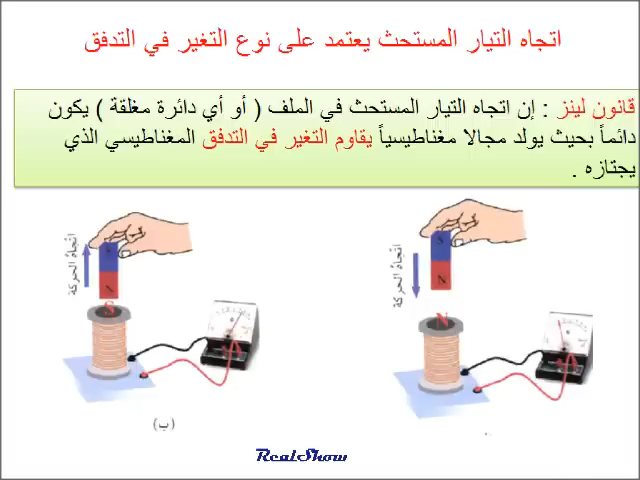 اتجاه التيار المستحث يعتمد على نوع التغير في التدفق
قانون لينز : إن اتجاه التيار المستحث في الملف ( أو أي دائرة مغلقة ) يكون
دائماً بحيث يولد مجالا مغناطيسياً يقاوم التغير في التدفق المغناطيسي الذي
يجتازه .
اتجاه الحركة
S
N
N
اتجاه الحركة
S
N
S
(ب)
RealShow